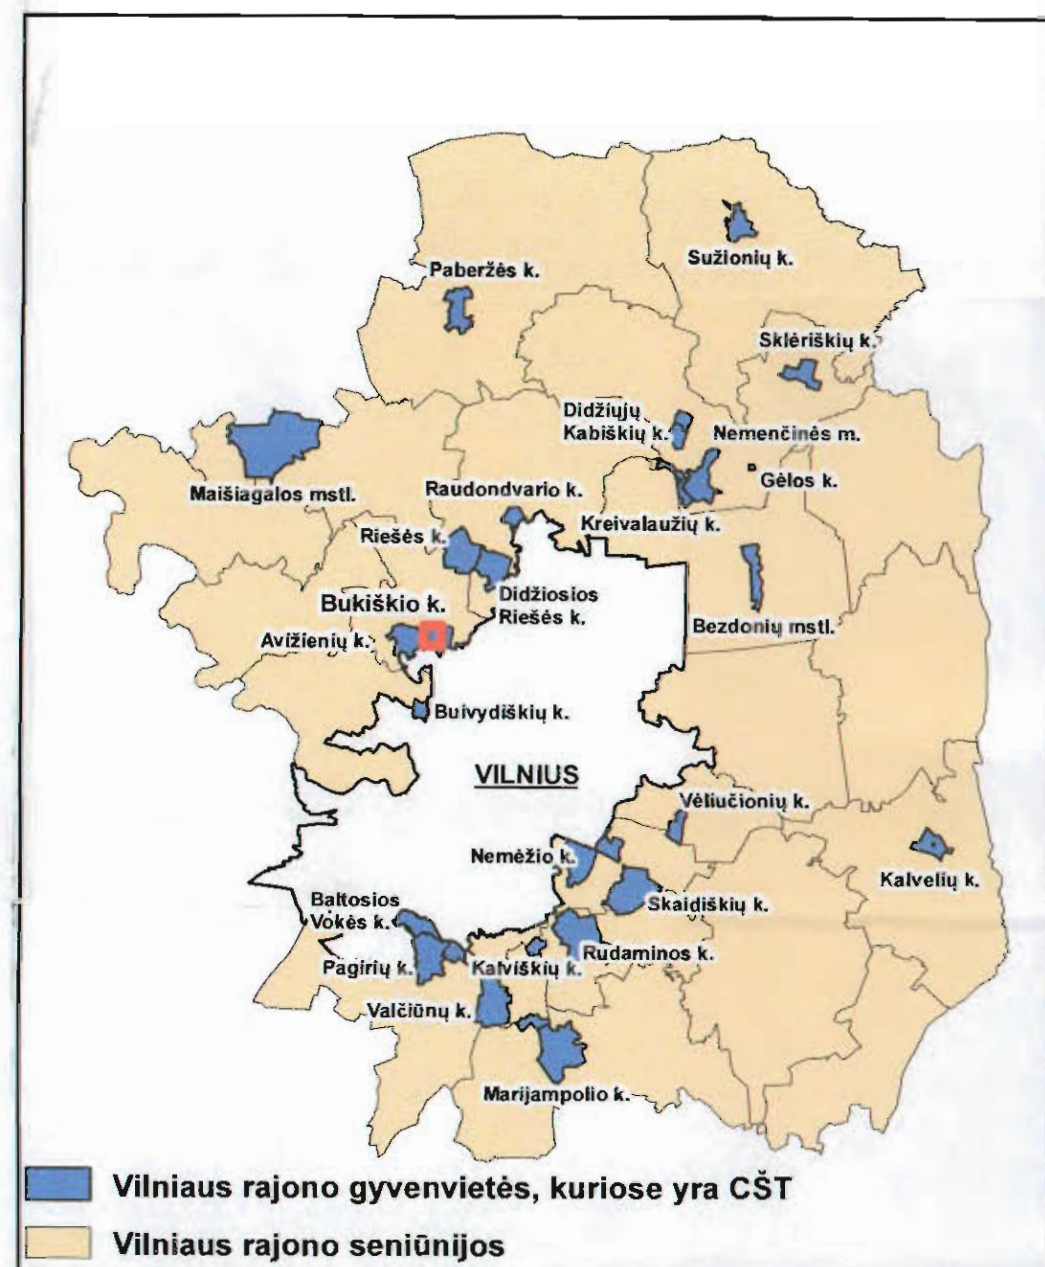 Sužionių k.
Paberžės k.
Sklėriškių k.
Didžiųjų
Kabiškių k.
Nemenčinės m.
Gėlos k.
Maišiagalos mstl.
Raudondvario k.
Kreivalaužių k.
Riešės k.
Didžiosios
Riešės k.
Bukiškio k.
Avižienių k.
Bezdonių mstl.
Buivydiškių k.
VILNIUS
Vėliučionių k.
Nemėžio k.
Kalvelių k.
Skaidiškių k.
Baltosios
Vokės k.
Rudaminos k.
Pagirių k.
Kalviškių k.
Valčiūnų k.
Marijampolio k.
Vilniaus rajono gyvenvietės, kuriose yra CŠT
Vilniaus rajono seniūnijos